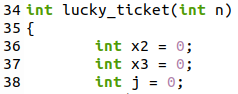 34 int lucky_ticket(int n)
35 {
36         int x2 = 0;
37         int x3 = 0;
38         int j = 0;